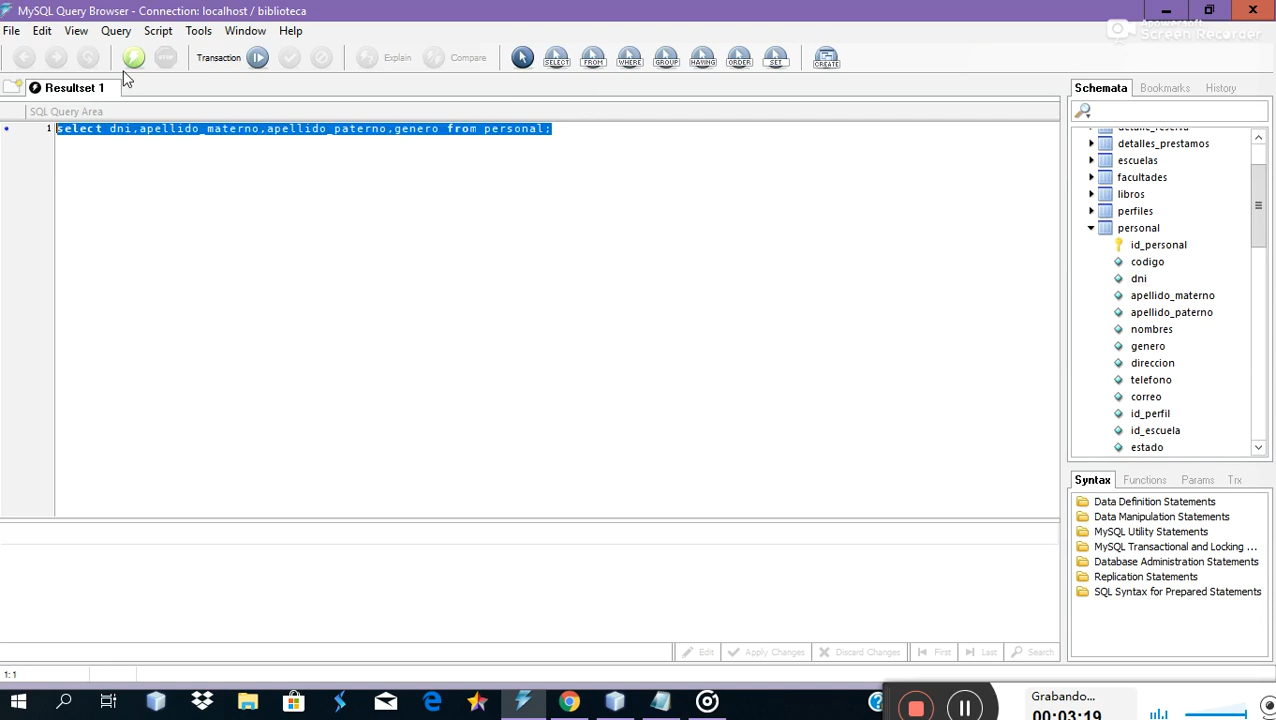 MySQL Query Browser - Connection: localhost / biblioteca
File Edit View Query Script Tools Window Help
Apowersoft
Screen Recorder
STOP Transaction Explain Compare SELECT FROM WHERE GROUP HAVING ORDER SET CREATE
Resultset 1
SQL Query Area
1 select dni,apellido_materno,apellido_paterno,genero from personal;
Schemata Bookmarks History
detalle_reserva
detalles_prestamos
escuelas
facultades
libros
perfiles
personal
id_personal
codigo
dni
apellido_materno
apellido_paterno
nombres
genero
direccion
telefono
correo
id_perfil
id_escuela
estado
Syntax Functions Params Trx
Data Definition Statements
Data Manipulation Statements
MySQL Utility Statements
MySQL Transactional and Locking ...
Database Administration Statements
Replication Statements
SQL Syntax for Prepared Statements
Edit Apply Changes Discard Changes First Last Search
1: 1
Grabando...
00:03:19